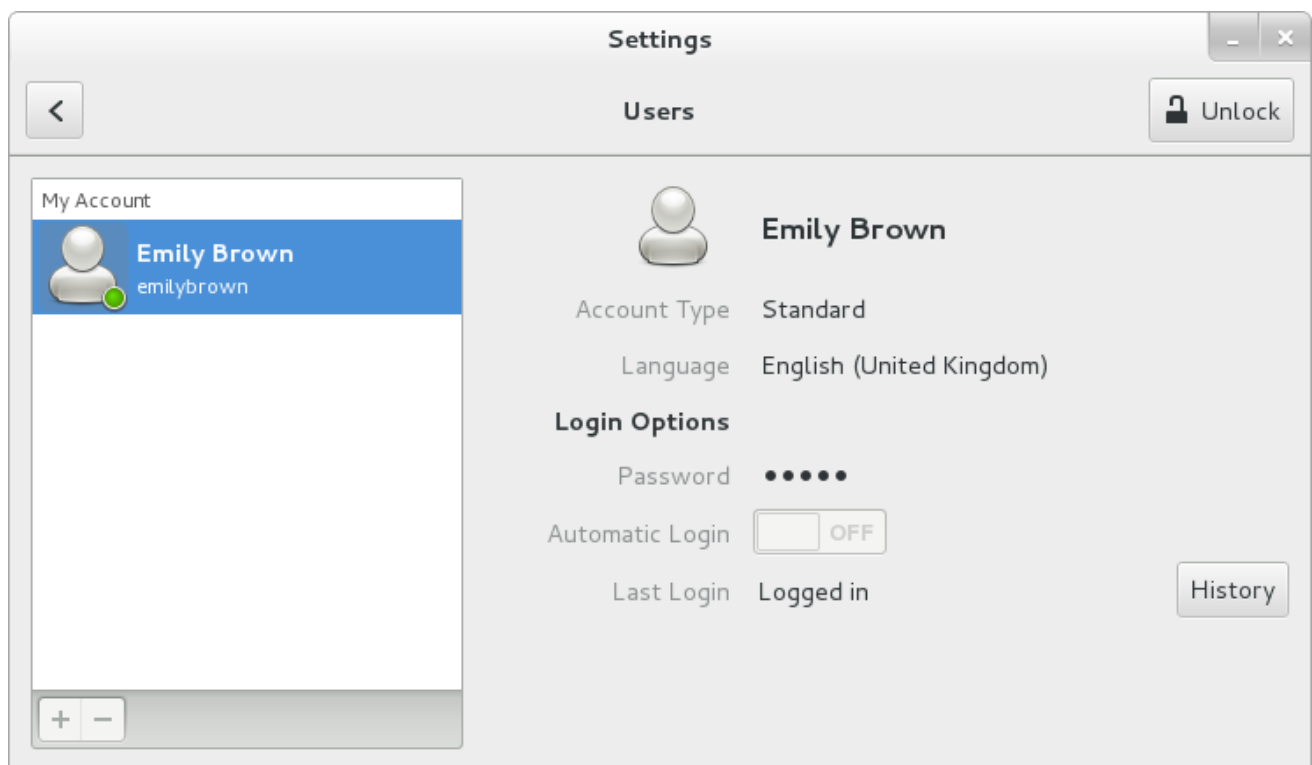 Settings
Users
Unlock
My Account
Emily Brown
emilybrown
Emily Brown
Account Type Standard
Language English (United Kingdom)
Login Options
Password •••••
Automatic Login OFF
Last Login Logged in
History